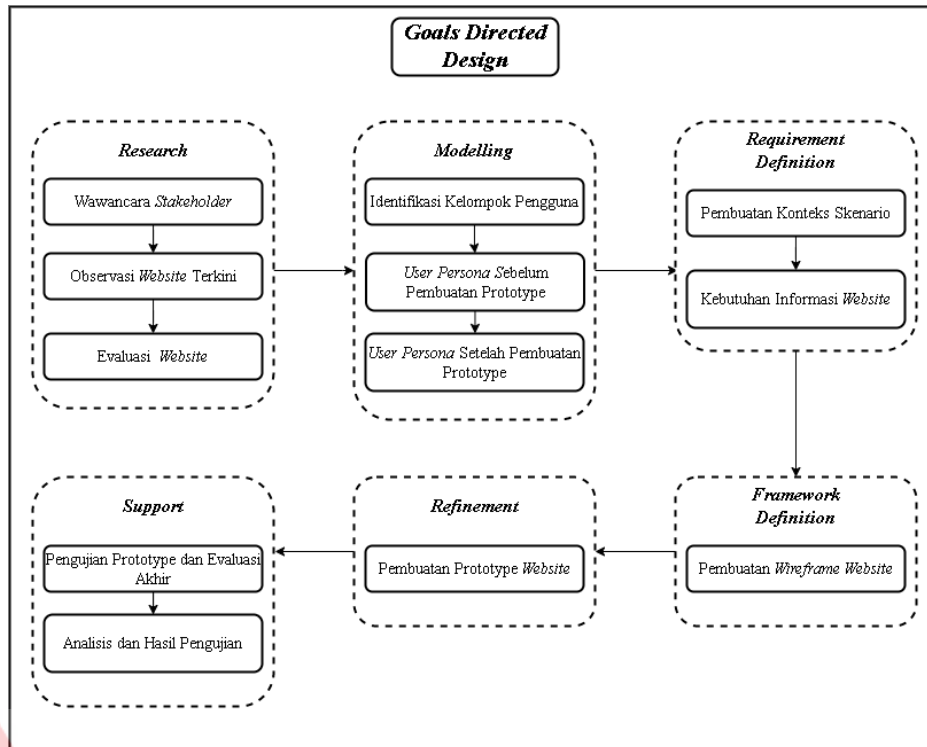 Goals Directed
Design
Research
Wawancara Stakeholder
Observasi Website Terkini
Evaluasi Website
Modelling
Identifikasi Kelompok Pengguna
User Persona Sebelum
Pembuatan Prototype
User Persona Setelah Pembuatan
Prototype
Requirement
Definition
Pembuatan Konteks Skenario
Kebutuhan Informasi Website
Framework
Definition
Pembuatan Wireframe Website
Refinement
Pembuatan Prototype Website
Support
Pengujian Prototype dan Evaluasi
Akhir
Analisis dan Hasil Pengujian